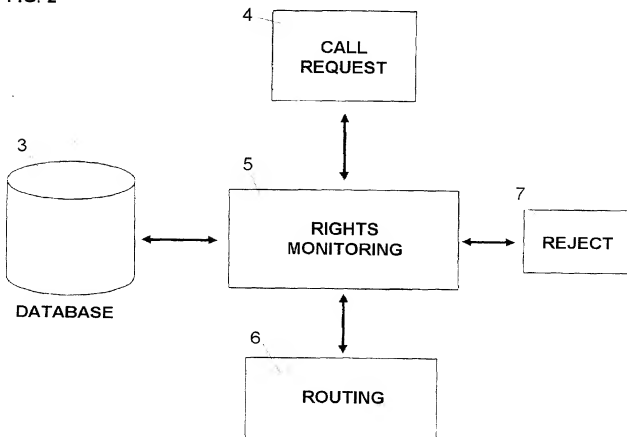 FIG. 2
4
CALL
REQUEST
3
5
7
RIGHTS
MONITORING
REJECT
DATABASE
6
ROUTING